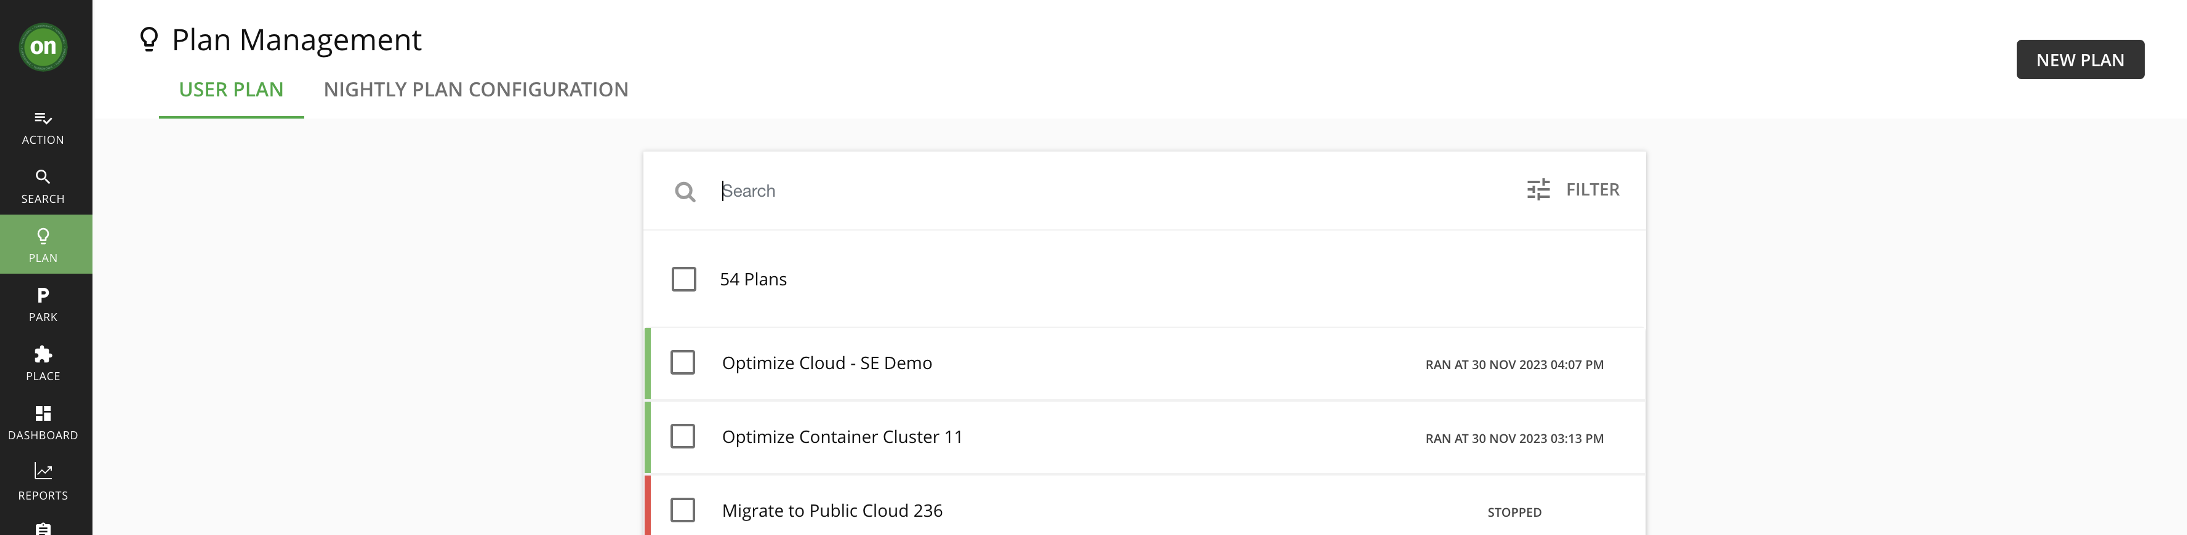 on
Plan Management
NEW PLAN
USER PLAN
NIGHTLY PLAN CONFIGURATION
ACTION
SEARCH
PLAN
P
PARK
PLACE
DASHBOARD
REPORTS
Search
FILTER
54 Plans
Optimize Cloud - SE Demo
RAN AT 30 NOV 2023 04:07 PM
Optimize Container Cluster 11
RAN AT 30 NOV 2023 03:13 PM
Migrate to Public Cloud 236
STOPPED